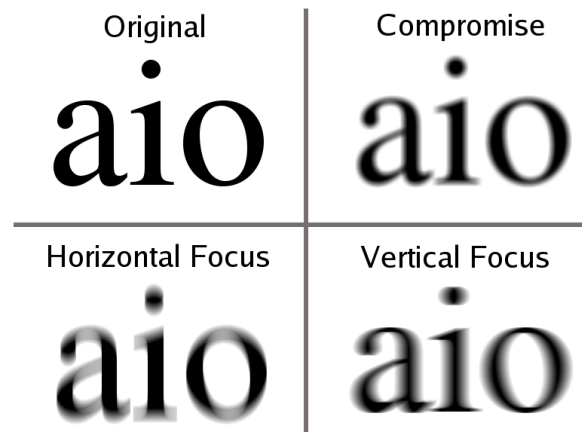 Original
aio
Compromise
aio
Horizontal Focus
aio
Vertical Focus
aio